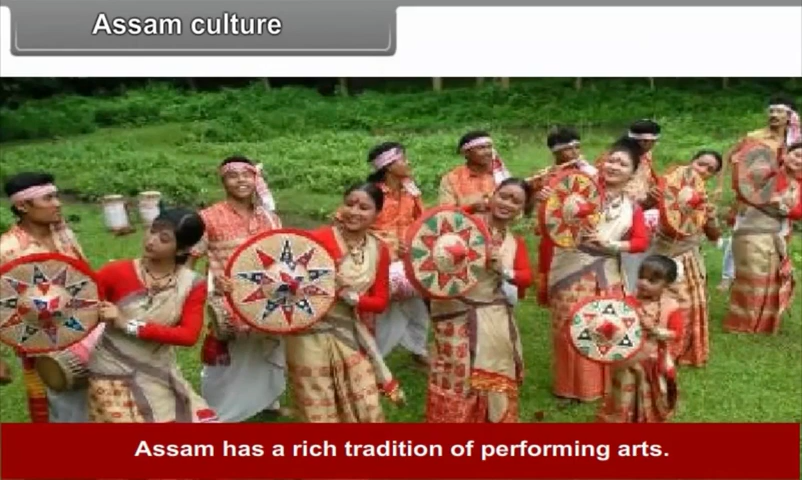 Assam culture
Assam has a rich tradition of performing arts.